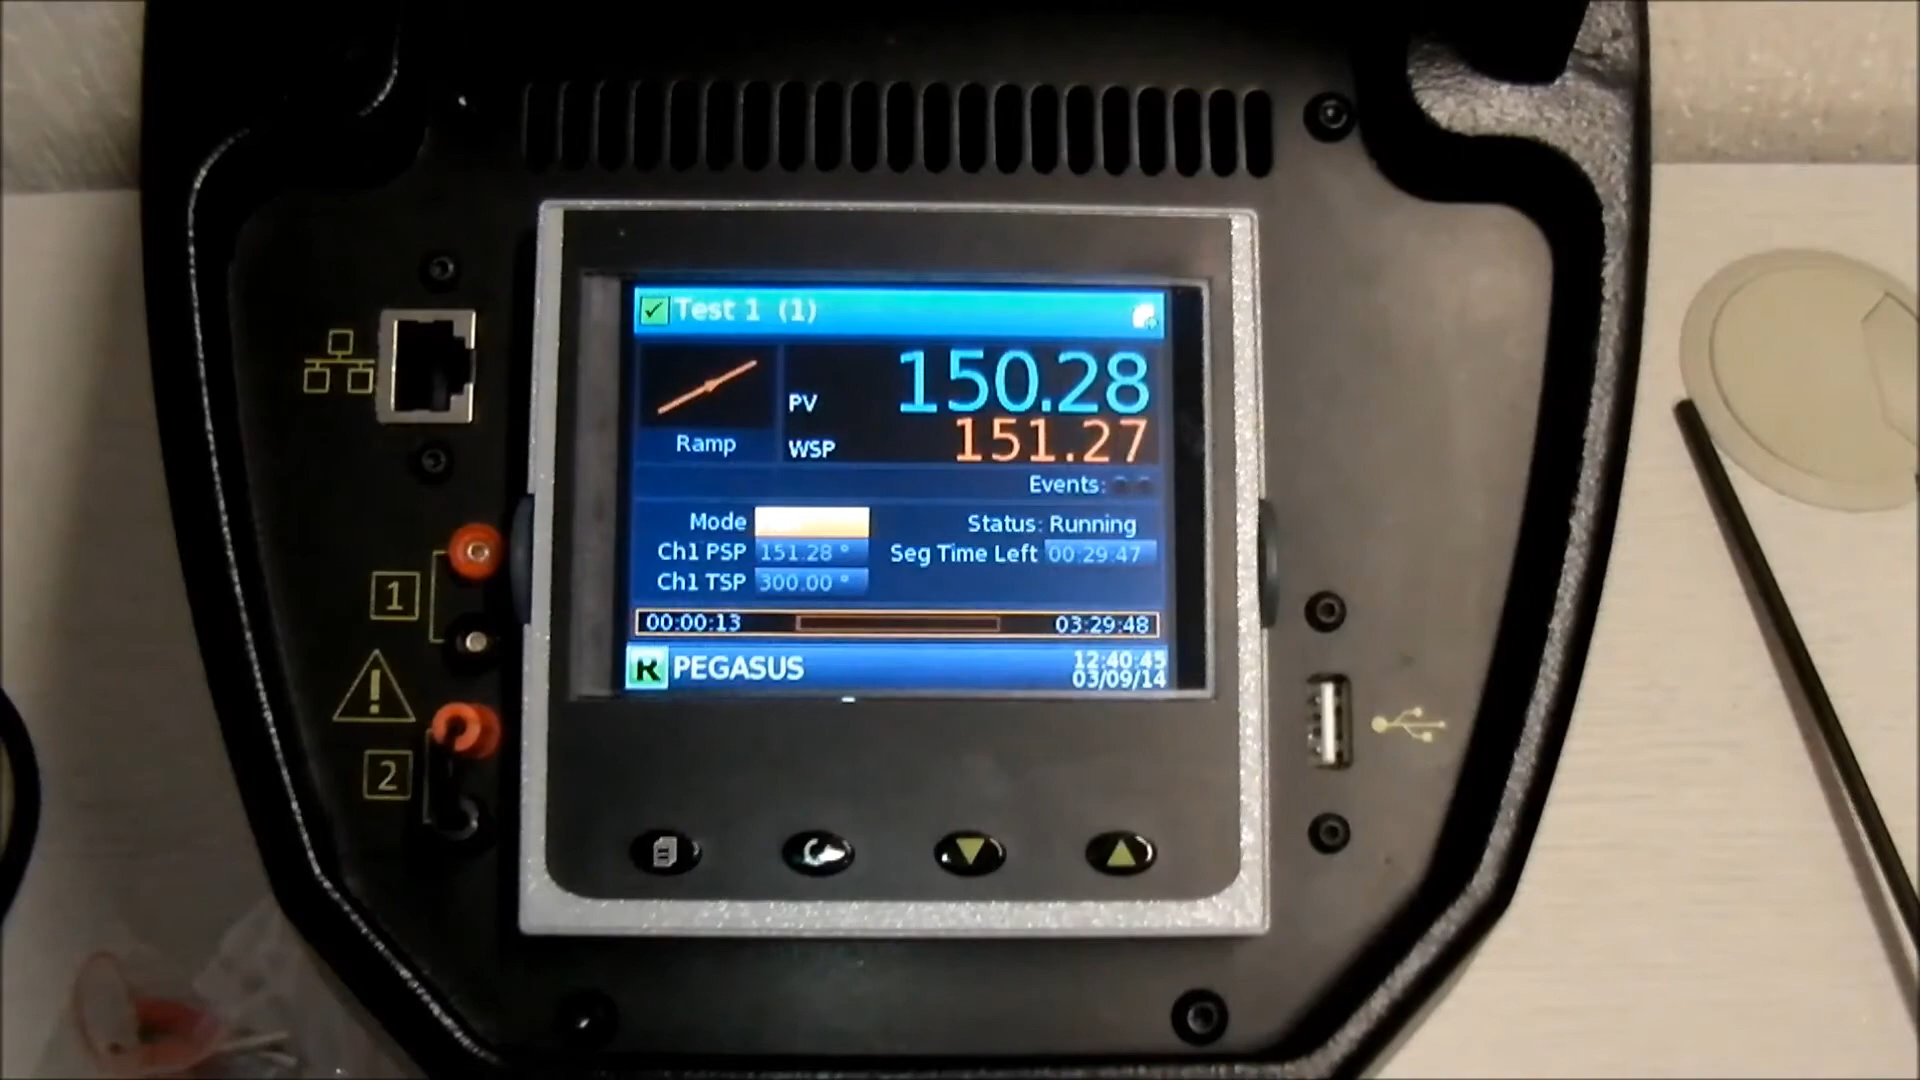 Test 1 (1)
PV 150.28
WSP 151.27
Ramp
Events:
Mode
Status: Running
Ch1 PSP 151.28 °
Seg Time Left 00:29:47
Ch1 TSP 300.00 °
00:00:13 03:29:48
R PEGASUS
12:40:45
03/09/14
1
2